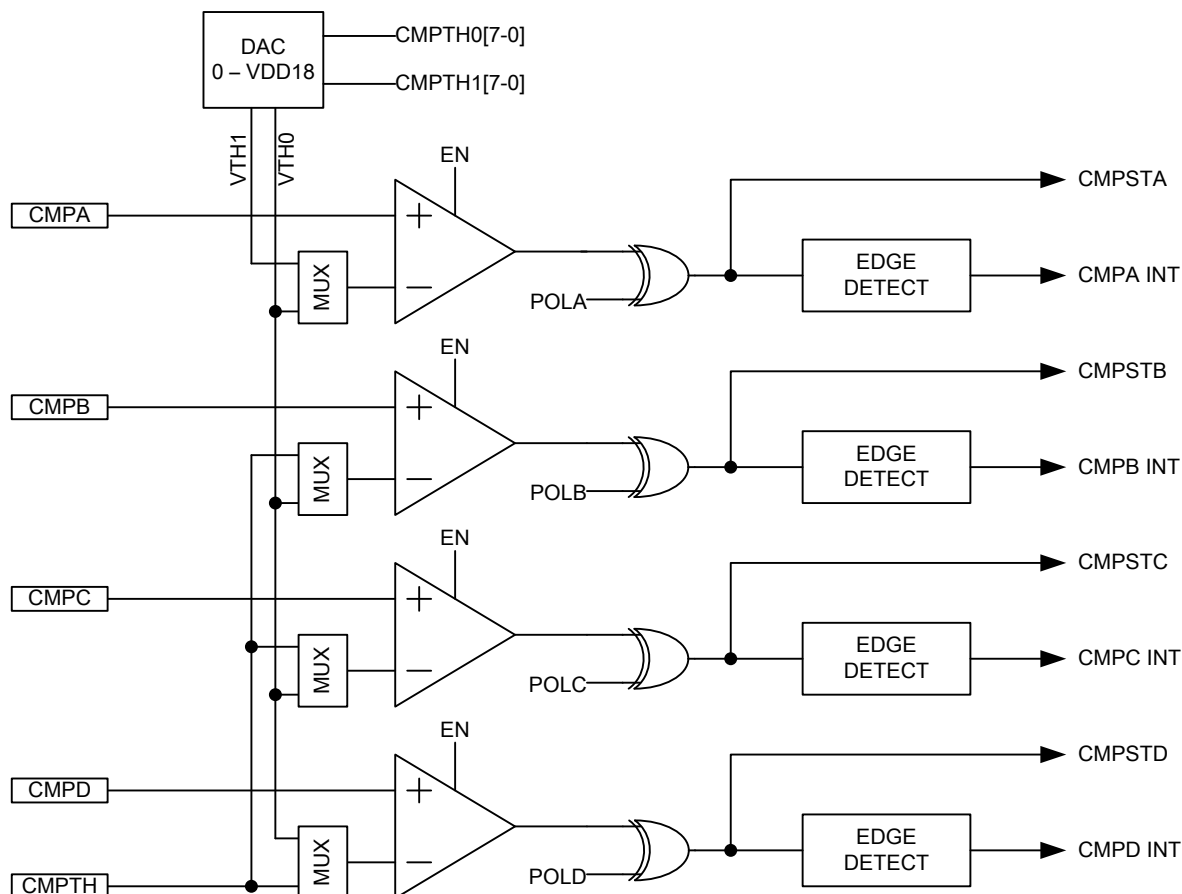 DAC
0 – VDD18
CMPTH0[7-0]
CMPTH1[7-0]
VTH1
VTH0
EN
CMPSTA
CMPA
+
MUX
−
POLA
EDGE
DETECT
CMPA INT
EN
CMPSTB
CMPB
+
MUX
−
POLB
EDGE
DETECT
CMPB INT
EN
CMPSTC
CMPC
+
MUX
−
POLC
EDGE
DETECT
CMPC INT
EN
CMPSTD
CMPD
+
MUX
−
POLD
EDGE
DETECT
CMPD INT
CMPTH